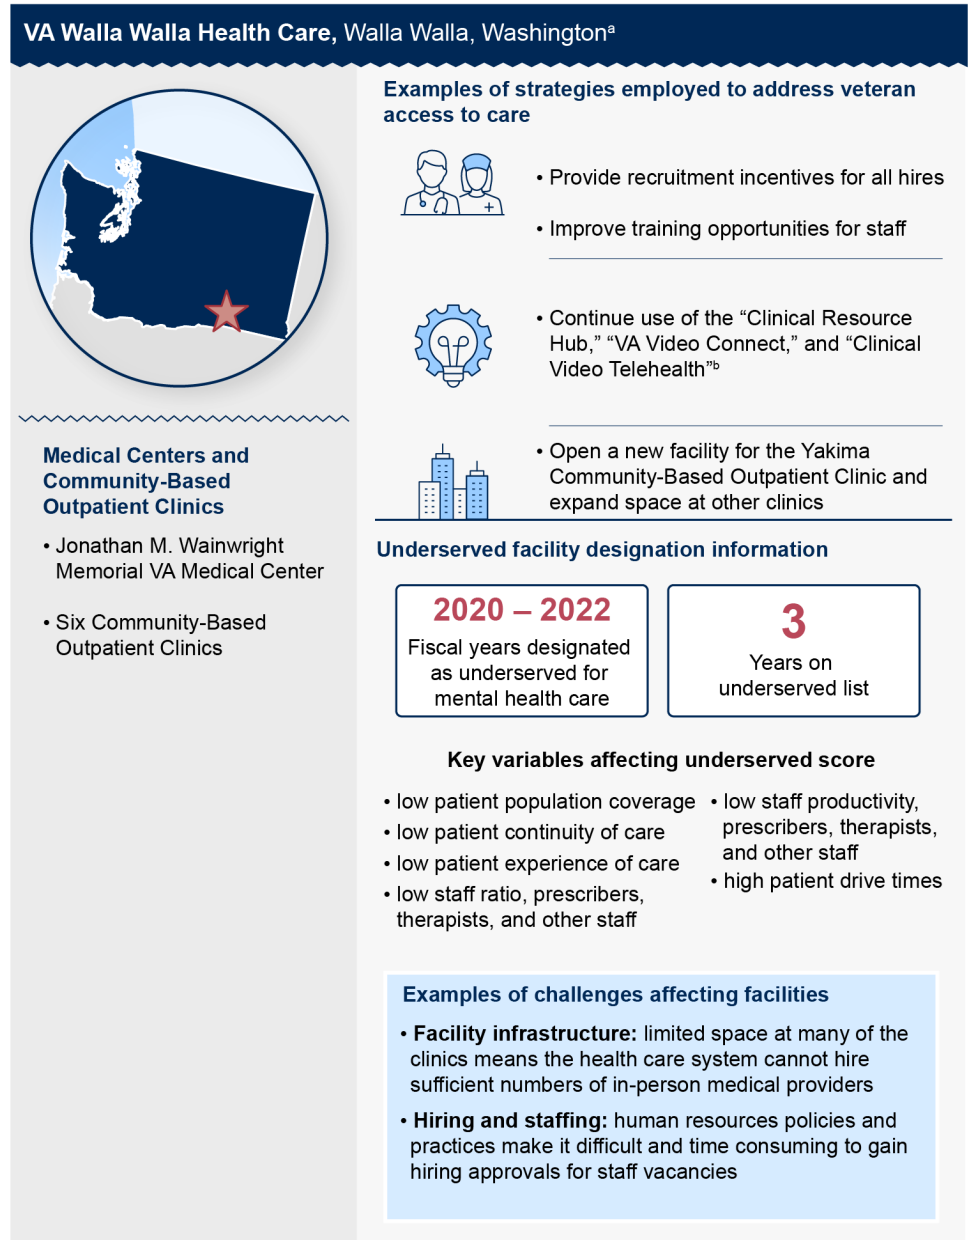 VA Walla Walla Health Care, Walla Walla, Washingtonᵃ
Medical Centers and
Community-Based
Outpatient Clinics
• Jonathan M. Wainwright
Memorial VA Medical Center
• Six Community-Based
Outpatient Clinics
Examples of strategies employed to address veteran
access to care
• Provide recruitment incentives for all hires
• Improve training opportunities for staff
• Continue use of the “Clinical Resource
Hub,” “VA Video Connect,” and “Clinical
Video Telehealth”ᵇ
• Open a new facility for the Yakima
Community-Based Outpatient Clinic and
expand space at other clinics
Underserved facility designation information
2020 – 2022
Fiscal years designated
as underserved for
mental health care
3
Years on
underserved list
Key variables affecting underserved score
• low patient population coverage
• low patient continuity of care
• low patient experience of care
• low staff ratio, prescribers,
therapists, and other staff
• low staff productivity,
prescribers, therapists,
and other staff
• high patient drive times
Examples of challenges affecting facilities
• Facility infrastructure: limited space at many of the
clinics means the health care system cannot hire
sufficient numbers of in-person medical providers
• Hiring and staffing: human resources policies and
practices make it difficult and time consuming to gain
hiring approvals for staff vacancies